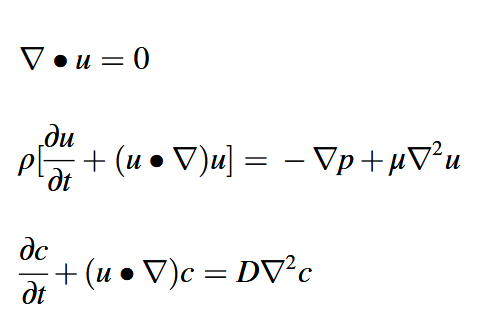 ∇ • u = 0
ρ[∂u/∂t + (u • ∇)u] = − ∇p + μ∇²u
∂c/∂t + (u • ∇)c = D∇²c